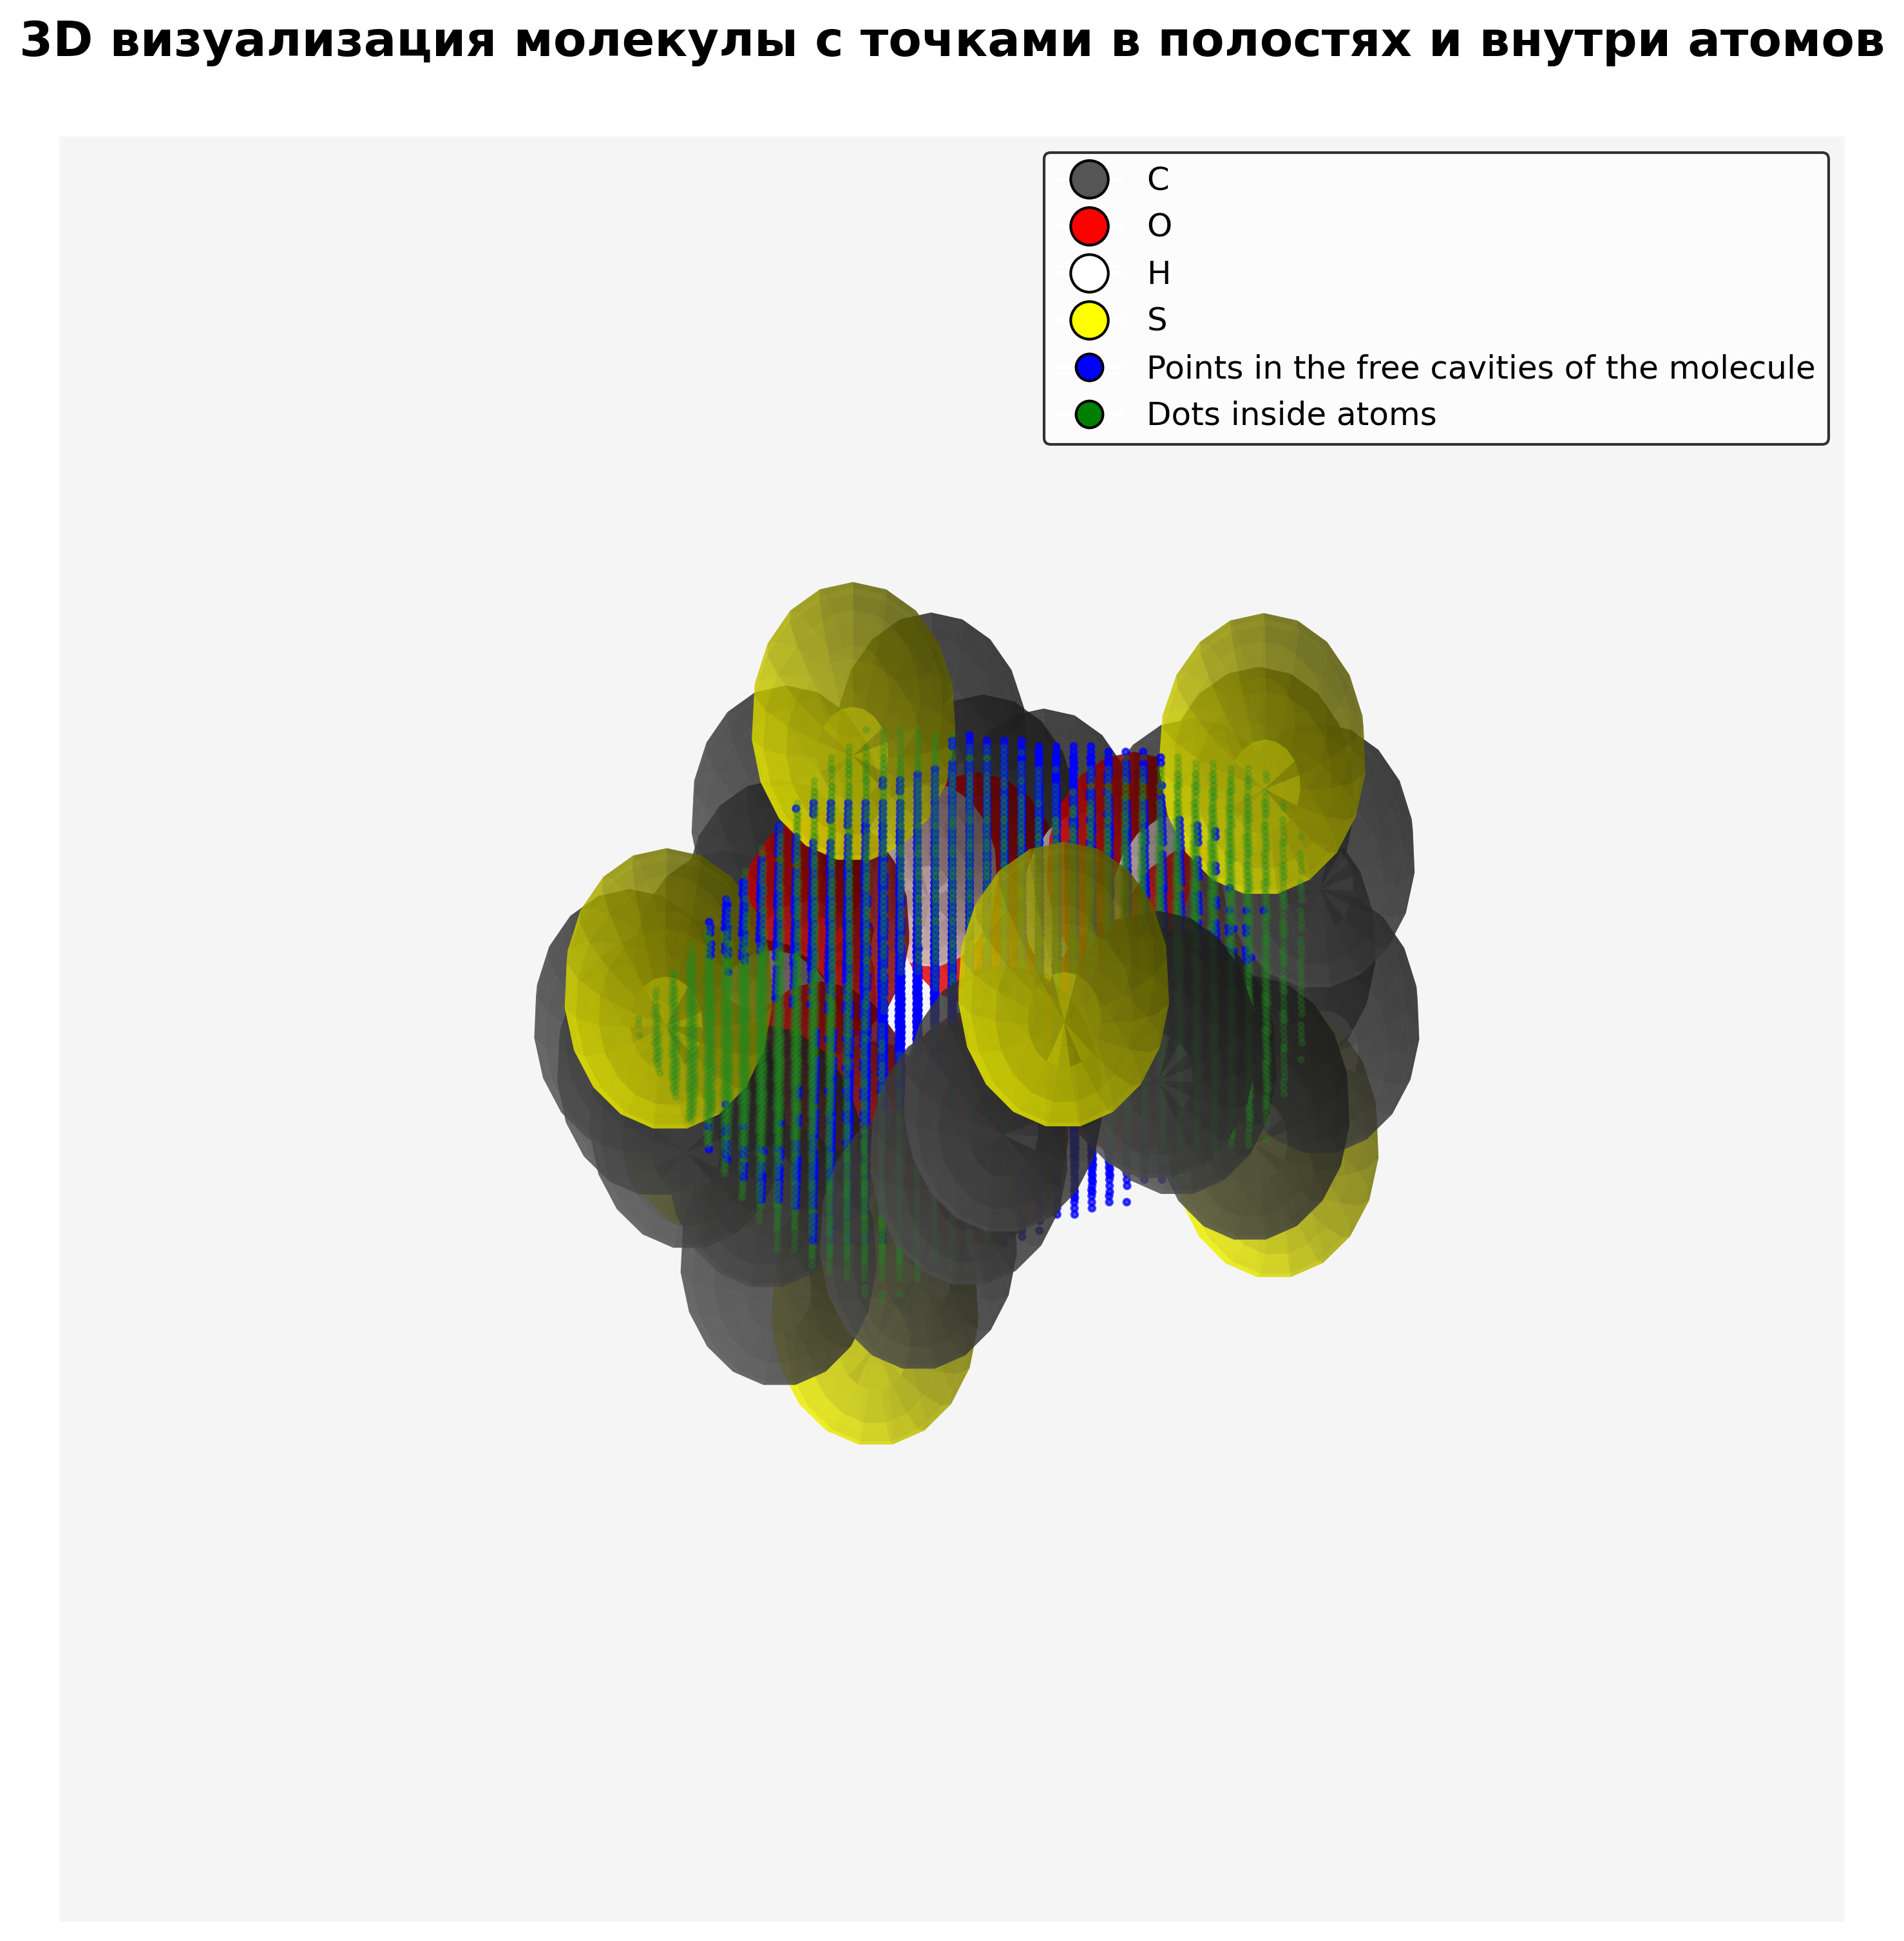 3D визуализация молекулы с точками в полостях и внутри атомов
C
O
H
S
Points in the free cavities of the molecule
Dots inside atoms